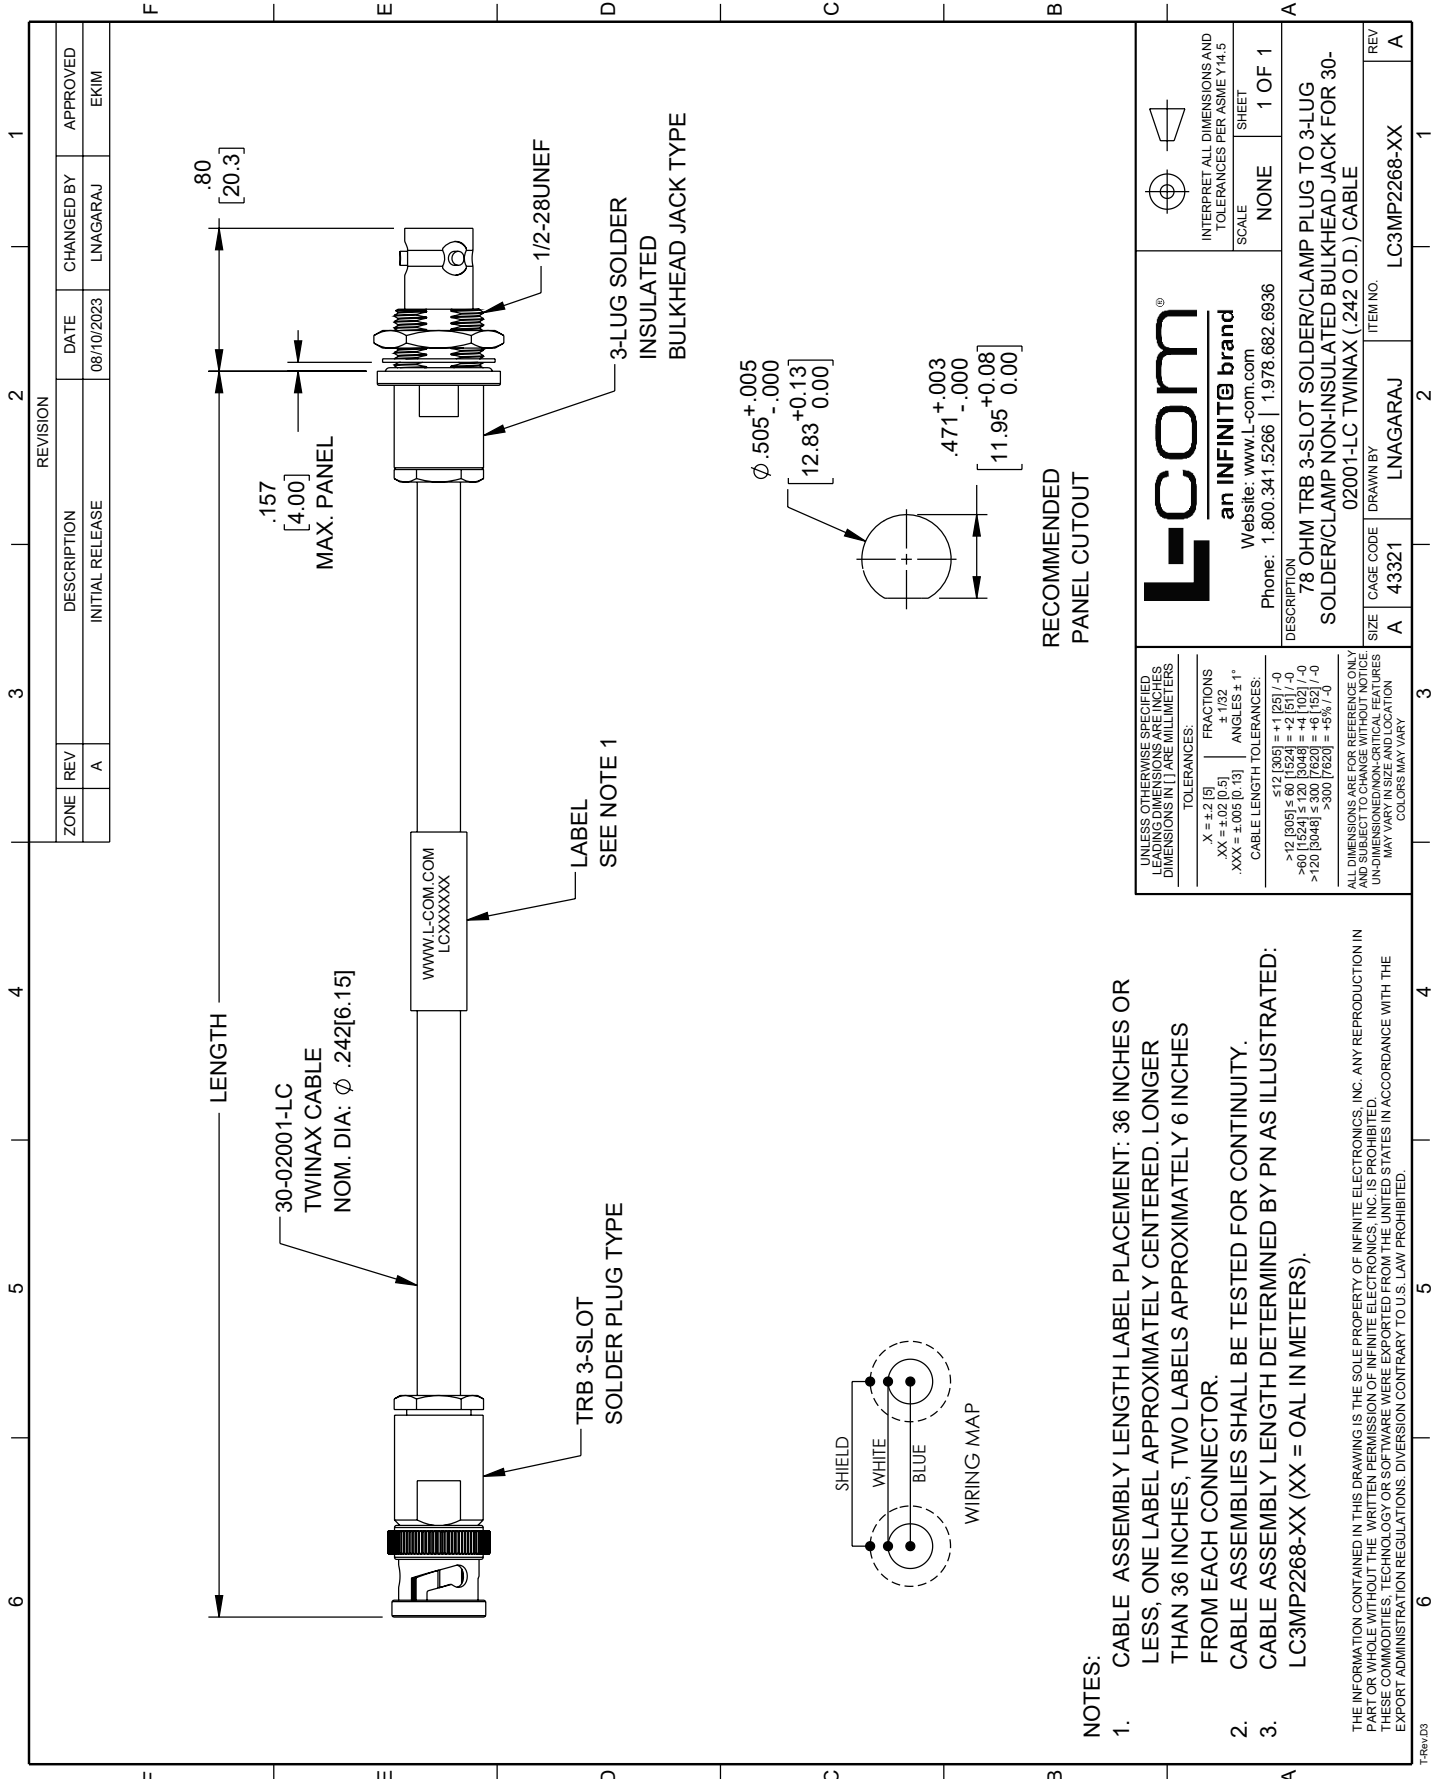 REVISION
ZONE REV DESCRIPTION DATE CHANGED BY APPROVED
A INITIAL RELEASE 08/10/2023 LNAGARAJ EKIM
6 5 4 3 2 1
F
E
D
C
B
A
LENGTH
.80
[20.3]
.157
[4.00]
MAX. PANEL
30-02001-LC
TWINAX CABLE
NOM. DIA: Ø .242[6.15]
WWW.L-COM.COM
LCXXXXXX
1/2-28UNEF
3-LUG SOLDER
INSULATED
BULKHEAD JACK TYPE
LABEL
SEE NOTE 1
TRB 3-SLOT
SOLDER PLUG TYPE
SHIELD
WHITE
BLUE
WIRING MAP
Ø .505 +.005 -.000
[12.83 +0.13 0.00]
.471 +.003 -.000
[11.95 +0.08 0.00]
RECOMMENDED
PANEL CUTOUT
NOTES:
1. CABLE ASSEMBLY LENGTH LABEL PLACEMENT: 36 INCHES OR
LESS, ONE LABEL APPROXIMATELY CENTERED. LONGER
THAN 36 INCHES, TWO LABELS APPROXIMATELY 6 INCHES
FROM EACH CONNECTOR.
2. CABLE ASSEMBLIES SHALL BE TESTED FOR CONTINUITY.
3. CABLE ASSEMBLY LENGTH DETERMINED BY PN AS ILLUSTRATED:
LC3MP2268-XX (XX = OAL IN METERS).
THE INFORMATION CONTAINED IN THIS DRAWING IS THE SOLE PROPERTY OF INFINITE ELECTRONICS, INC. ANY REPRODUCTION IN
PART OR WHOLE WITHOUT THE WRITTEN PERMISSION OF INFINITE ELECTRONICS, INC. IS PROHIBITED.
THESE COMMODITIES, TECHNOLOGY OR SOFTWARE WERE EXPORTED FROM THE UNITED STATES IN ACCORDANCE WITH THE
EXPORT ADMINISTRATION REGULATIONS. DIVERSION CONTRARY TO U.S. LAW PROHIBITED.
UNLESS OTHERWISE SPECIFIED
LEADING DIMENSIONS ARE INCHES
DIMENSIONS IN [ ] ARE MILLIMETERS
TOLERANCES:
.X = ±.2 [5] FRACTIONS
.XX = ±.02 [0.5] ± 1/32
.XXX = ±.005 [0.13] ANGLES ± 1°
CABLE LENGTH TOLERANCES:
≤12 [305] = +1 [25] / -0
>12 [305] ≤ 60 [1524] = +2 [51] / -0
>60 [1524] ≤ 120 [3048] = +4 [102] / -0
>120 [3048] ≤ 300 [7620] = +6 [152] / -0
>300 [7620] = +5% / -0
ALL DIMENSIONS ARE FOR REFERENCE ONLY
AND SUBJECT TO CHANGE WITHOUT NOTICE.
UN-DIMENSIONED/NON-CRITICAL FEATURES
MAY VARY IN SIZE AND LOCATION
COLORS MAY VARY
L-com®
an INFINIT@ brand
Website: www.L-com.com
Phone: 1.800.341.5266 | 1.978.682.6936
INTERPRET ALL DIMENSIONS AND
TOLERANCES PER ASME Y14.5
SCALE
NONE
SHEET
1 OF 1
DESCRIPTION
78 OHM TRB 3-SLOT SOLDER/CLAMP PLUG TO 3-LUG
SOLDER/CLAMP NON-INSULATED BULKHEAD JACK FOR 30-
02001-LC TWINAX (.242 O.D.) CABLE
SIZE CAGE CODE DRAWN BY ITEM NO. REV
A 43321 LNAGARAJ LC3MP2268-XX A
6 5 4 3 2 1
F
E
D
C
B
A
T-Rev.D3